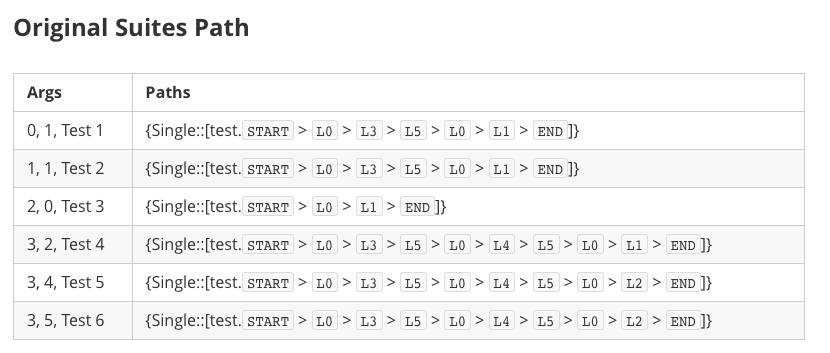 Original Suites Path
Args Paths
0, 1, Test 1 {Single::[test. START > L0 > L3 > L5 > L0 > L1 > END ]}
1, 1, Test 2 {Single::[test. START > L0 > L3 > L5 > L0 > L1 > END ]}
2, 0, Test 3 {Single::[test. START > L0 > L1 > END ]}
3, 2, Test 4 {Single::[test. START > L0 > L3 > L5 > L0 > L4 > L5 > L0 > L1 > END ]}
3, 4, Test 5 {Single::[test. START > L0 > L3 > L5 > L0 > L4 > L5 > L0 > L2 > END ]}
3, 5, Test 6 {Single::[test. START > L0 > L3 > L5 > L0 > L4 > L5 > L0 > L2 > END ]}